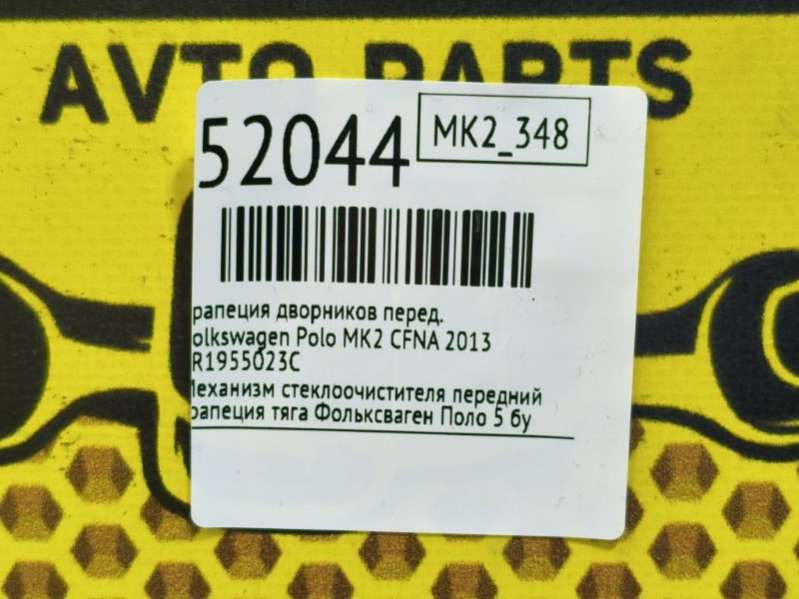 AVTO PARTS
52044
MK2_348
рапеция дворников перед.
olkswagen Polo MK2 CFNA 2013
R1955023C
Механизм стеклоочистителя передний
рапеция тяга Фольксваген Поло 5 бу